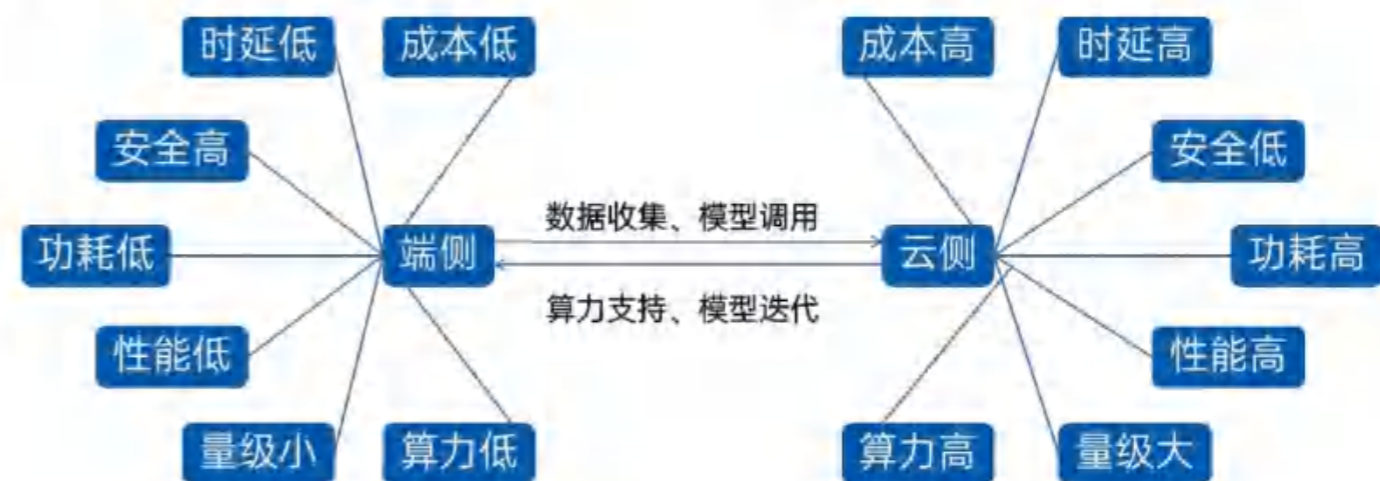 时延低
成本低
成本高
时延高
安全高
安全低
数据收集、模型调用
功耗低
端侧
云侧
功耗高
算力支持、模型迭代
性能低
性能高
量级小
算力低
算力高
量级大